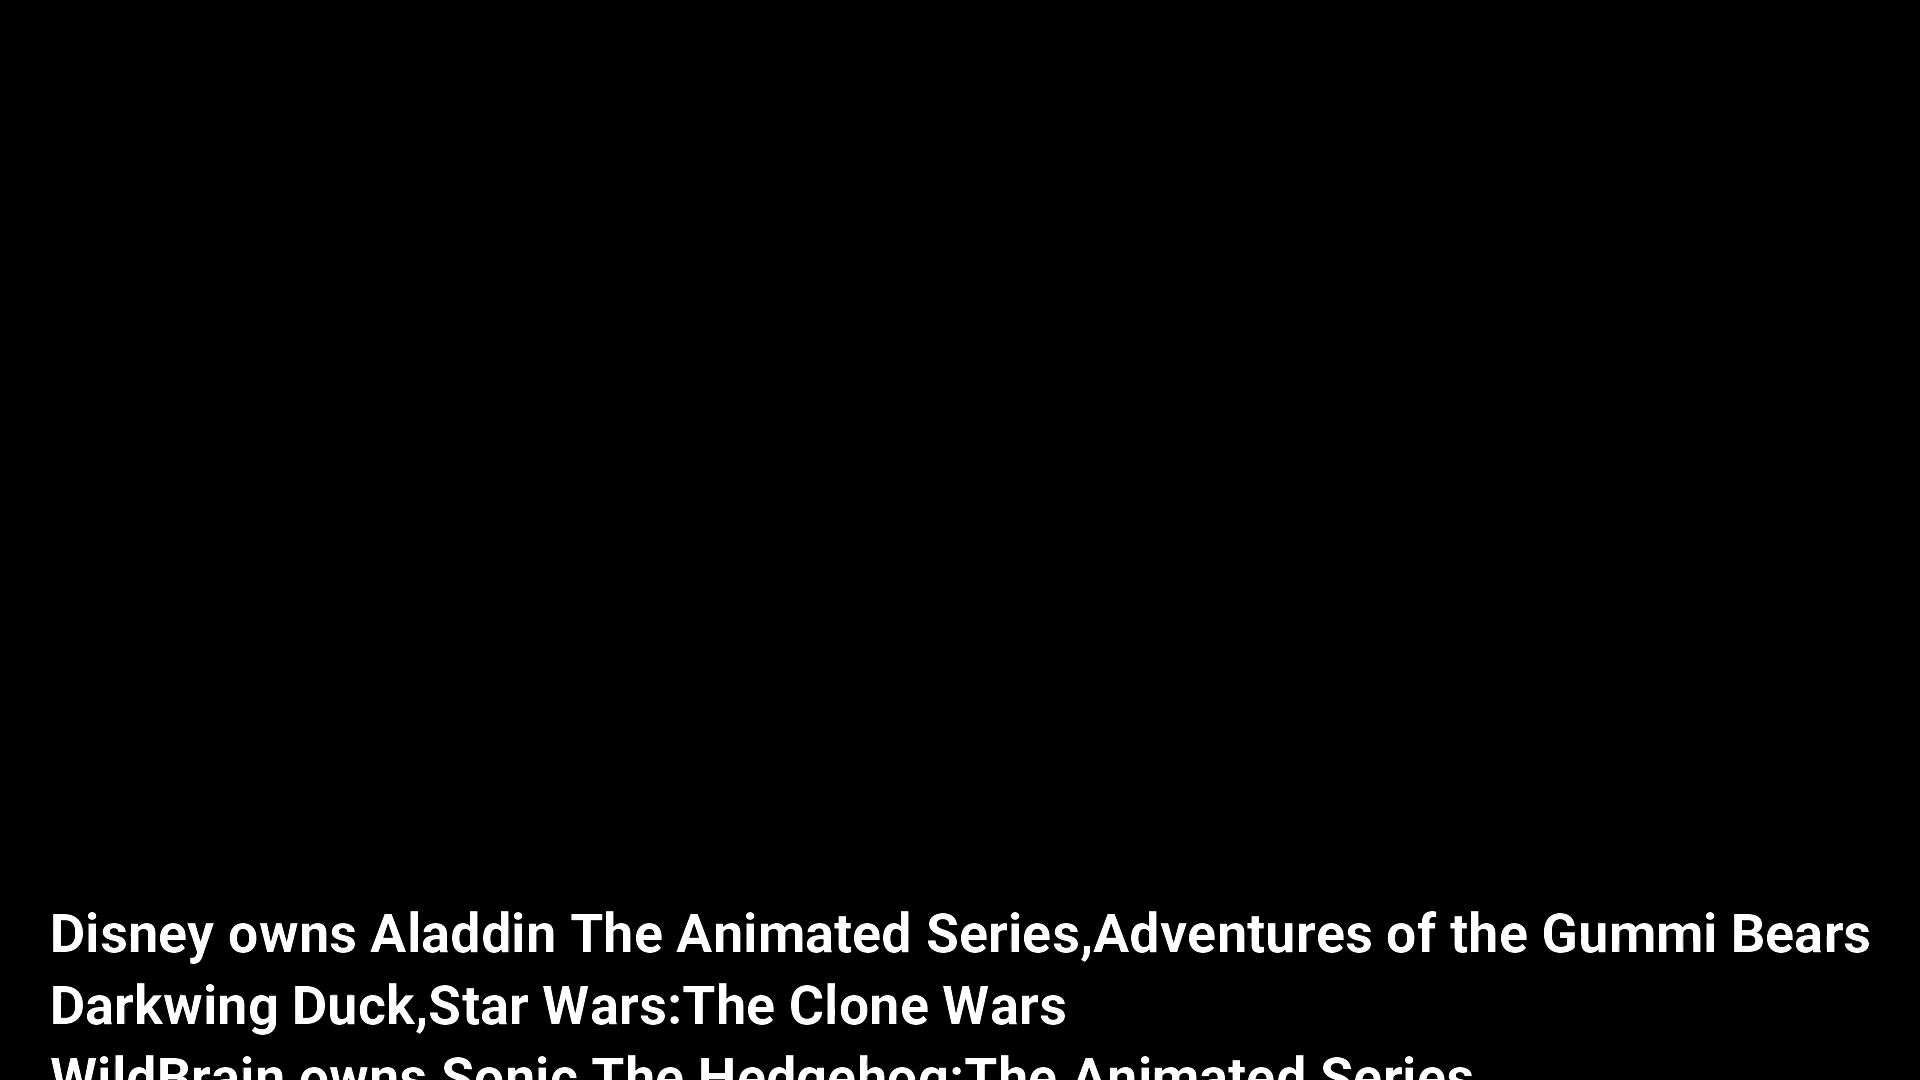 Disney owns Aladdin The Animated Series,Adventures of the Gummi Bears
Darkwing Duck,Star Wars:The Clone Wars
WildBrain owns Sonic The Hedgehog:The Animated Series